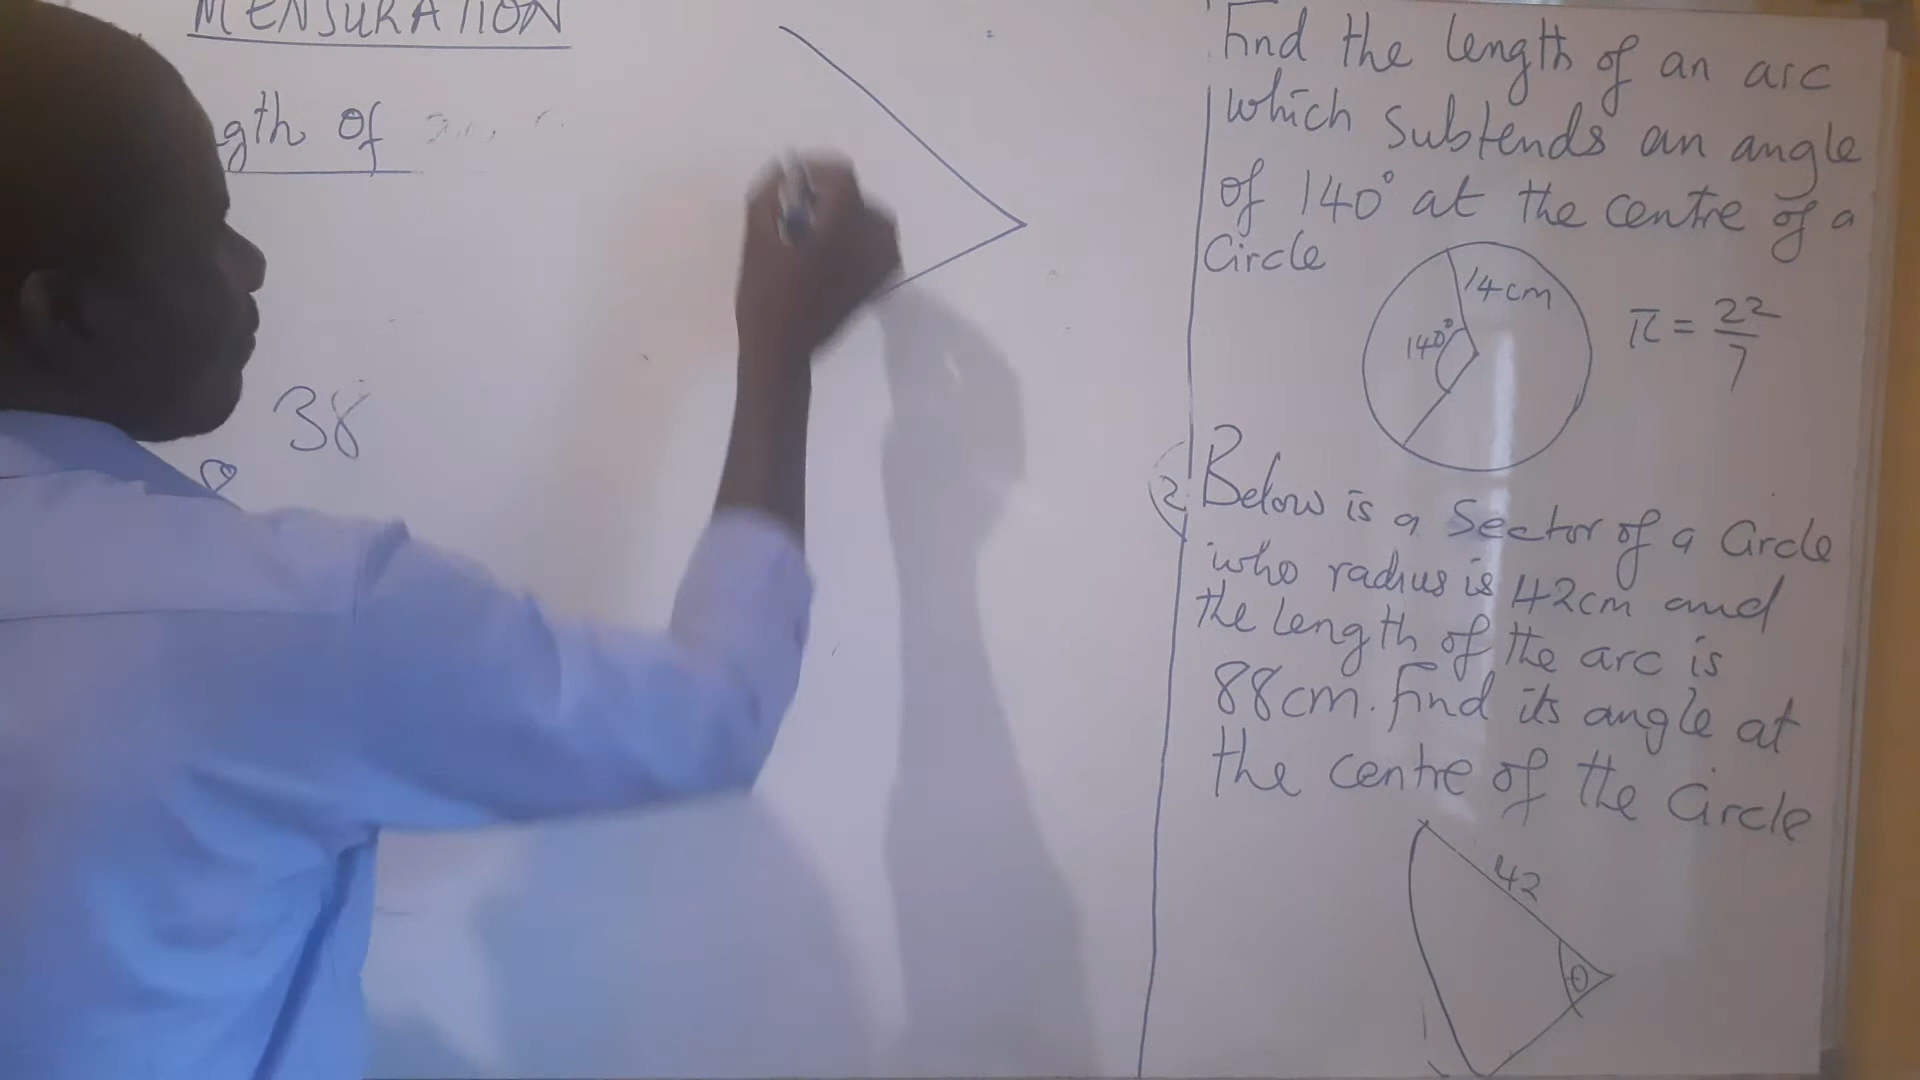 MENSURATION
gth of
38
Find the length of an arc
which subtends an angle
of 140° at the centre of a
Circle
14cm
140°
π = 22/7
2 Below is a Sector of a Circle
who radius is 42cm and
the length of the arc is
88cm. Find its angle at
the centre of the Circle
42
θ